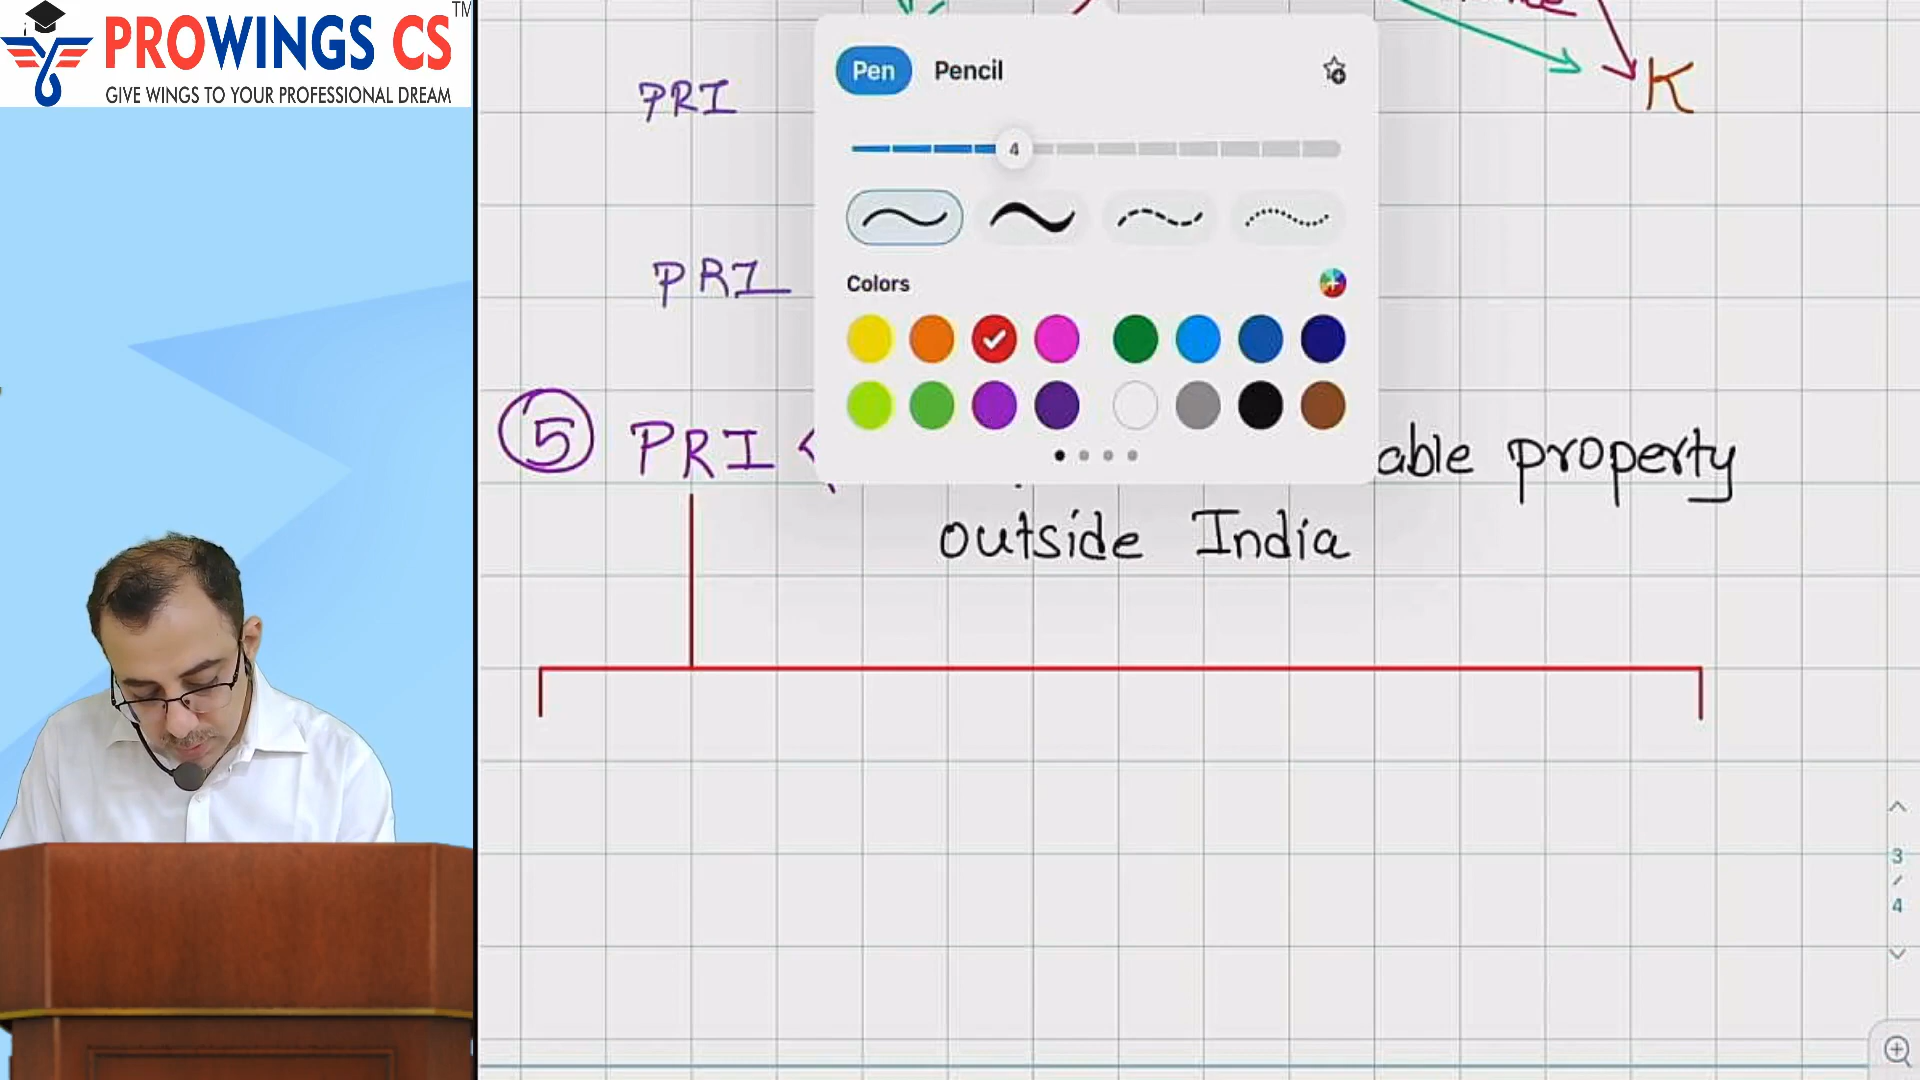 PROWINGS CS TM
GIVE WINGS TO YOUR PROFESSIONAL DREAM
K
Pen Pencil
PRI
4
PRI
Colors
5 PRI able property
outside India
3
/
4